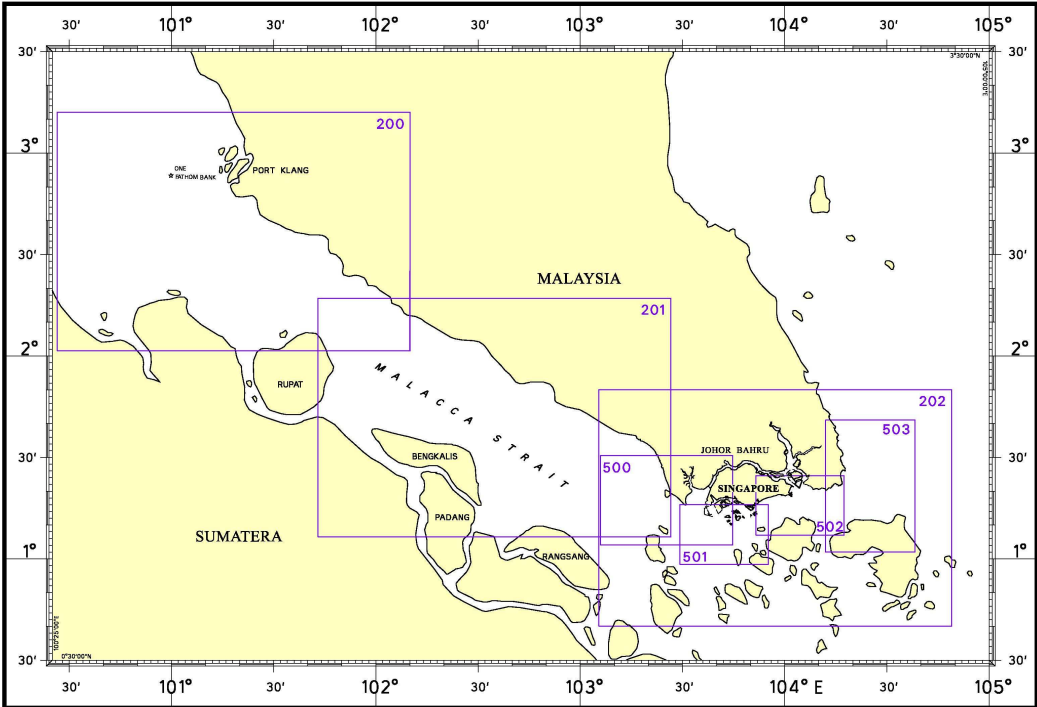 30' 101° 30' 102° 30' 103° 30' 104° 30' 105°
30' 30'
3°30'00"N
200
3° 3°
ONE
FATHOM BANK
PORT KLANG
30' 30'
MALAYSIA
201
2° 2°
RUPAT
MALACCA STRAIT
202
503
30' 30'
JOHOR BAHRU
BENGKALIS
500
SINGAPORE
PADANG
502
SUMATERA
RANGSANG
501
1° 1°
100°25'00"E
0°30'00"N
30' 30'
30' 101° 30' 102° 30' 103° 30' 104° E 30' 105°